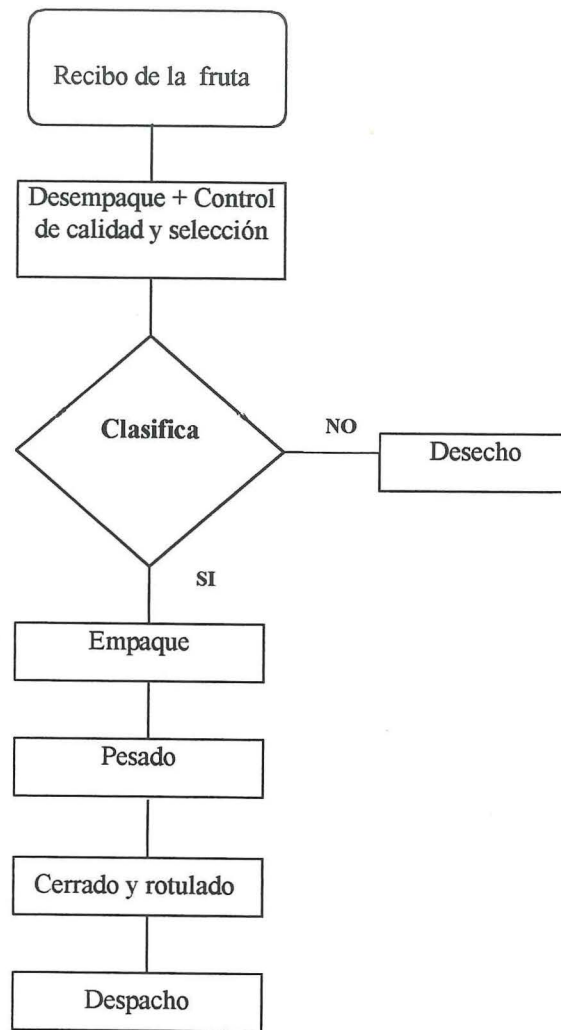 Recibo de la fruta
Desempaque + Control
de calidad y selección
Clasifica
NO
Desecho
SI
Empaque
Pesado
Cerrado y rotulado
Despacho